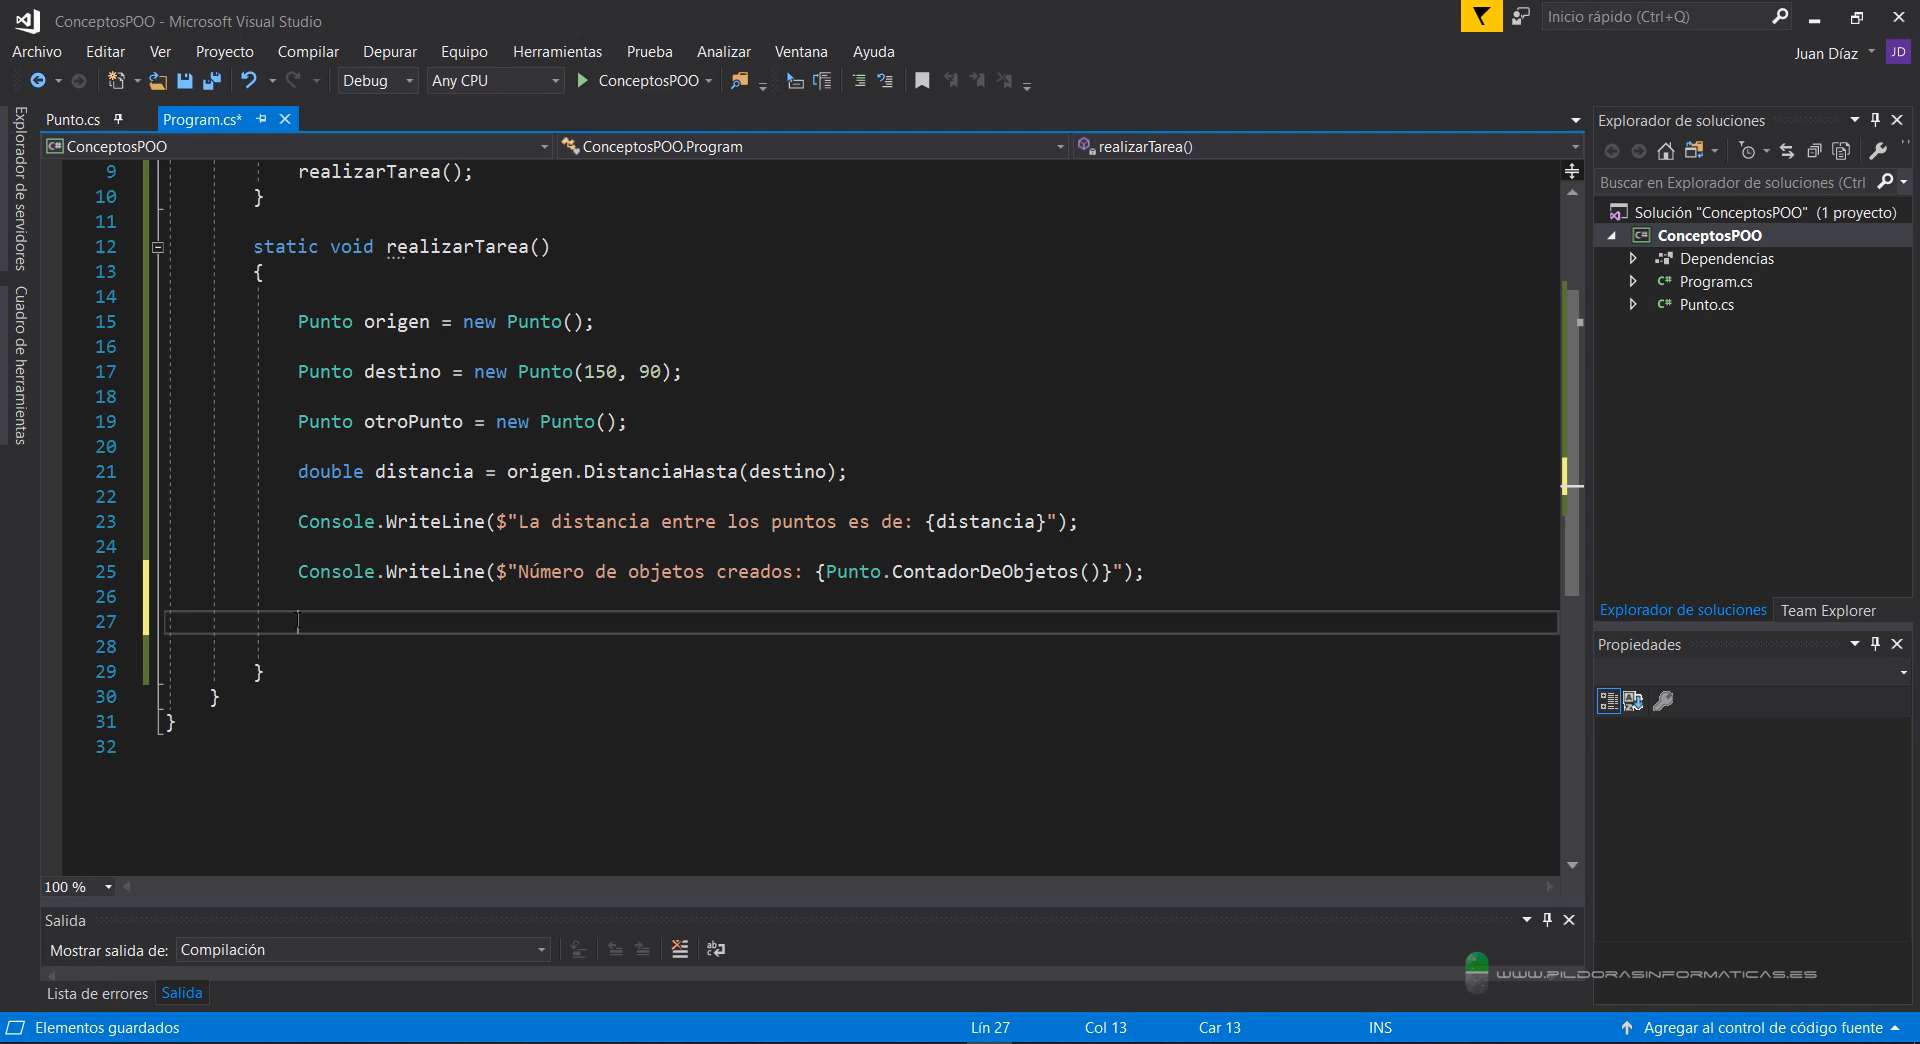 ConceptosPOO - Microsoft Visual Studio
Inicio rápido (Ctrl+Q)
Archivo Editar Ver Proyecto Compilar Depurar Equipo Herramientas Prueba Analizar Ventana Ayuda
Juan Díaz JD
Debug Any CPU ConceptosPOO
Explorador de servidores
Cuadro de herramientas
Punto.cs Program.cs*
C# ConceptosPOO ConceptosPOO.Program realizarTarea()
9 realizarTarea();
10 }
11
12 static void realizarTarea()
13 {
14
15 Punto origen = new Punto();
16
17 Punto destino = new Punto(150, 90);
18
19 Punto otroPunto = new Punto();
20
21 double distancia = origen.DistanciaHasta(destino);
22
23 Console.WriteLine($"La distancia entre los puntos es de: {distancia}");
24
25 Console.WriteLine($"Número de objetos creados: {Punto.ContadorDeObjetos()}");
26
27
28
29 }
30 }
31 }
32
100 %
Explorador de soluciones
Buscar en Explorador de soluciones (Ctrl
Solución "ConceptosPOO" (1 proyecto)
C# ConceptosPOO
Dependencias
C# Program.cs
C# Punto.cs
Explorador de soluciones Team Explorer
Propiedades
Salida
Mostrar salida de: Compilación
Lista de errores Salida
WWW.PILDORASINFORMATICAS.ES
Elementos guardados Lín 27 Col 13 Car 13 INS Agregar al control de código fuente